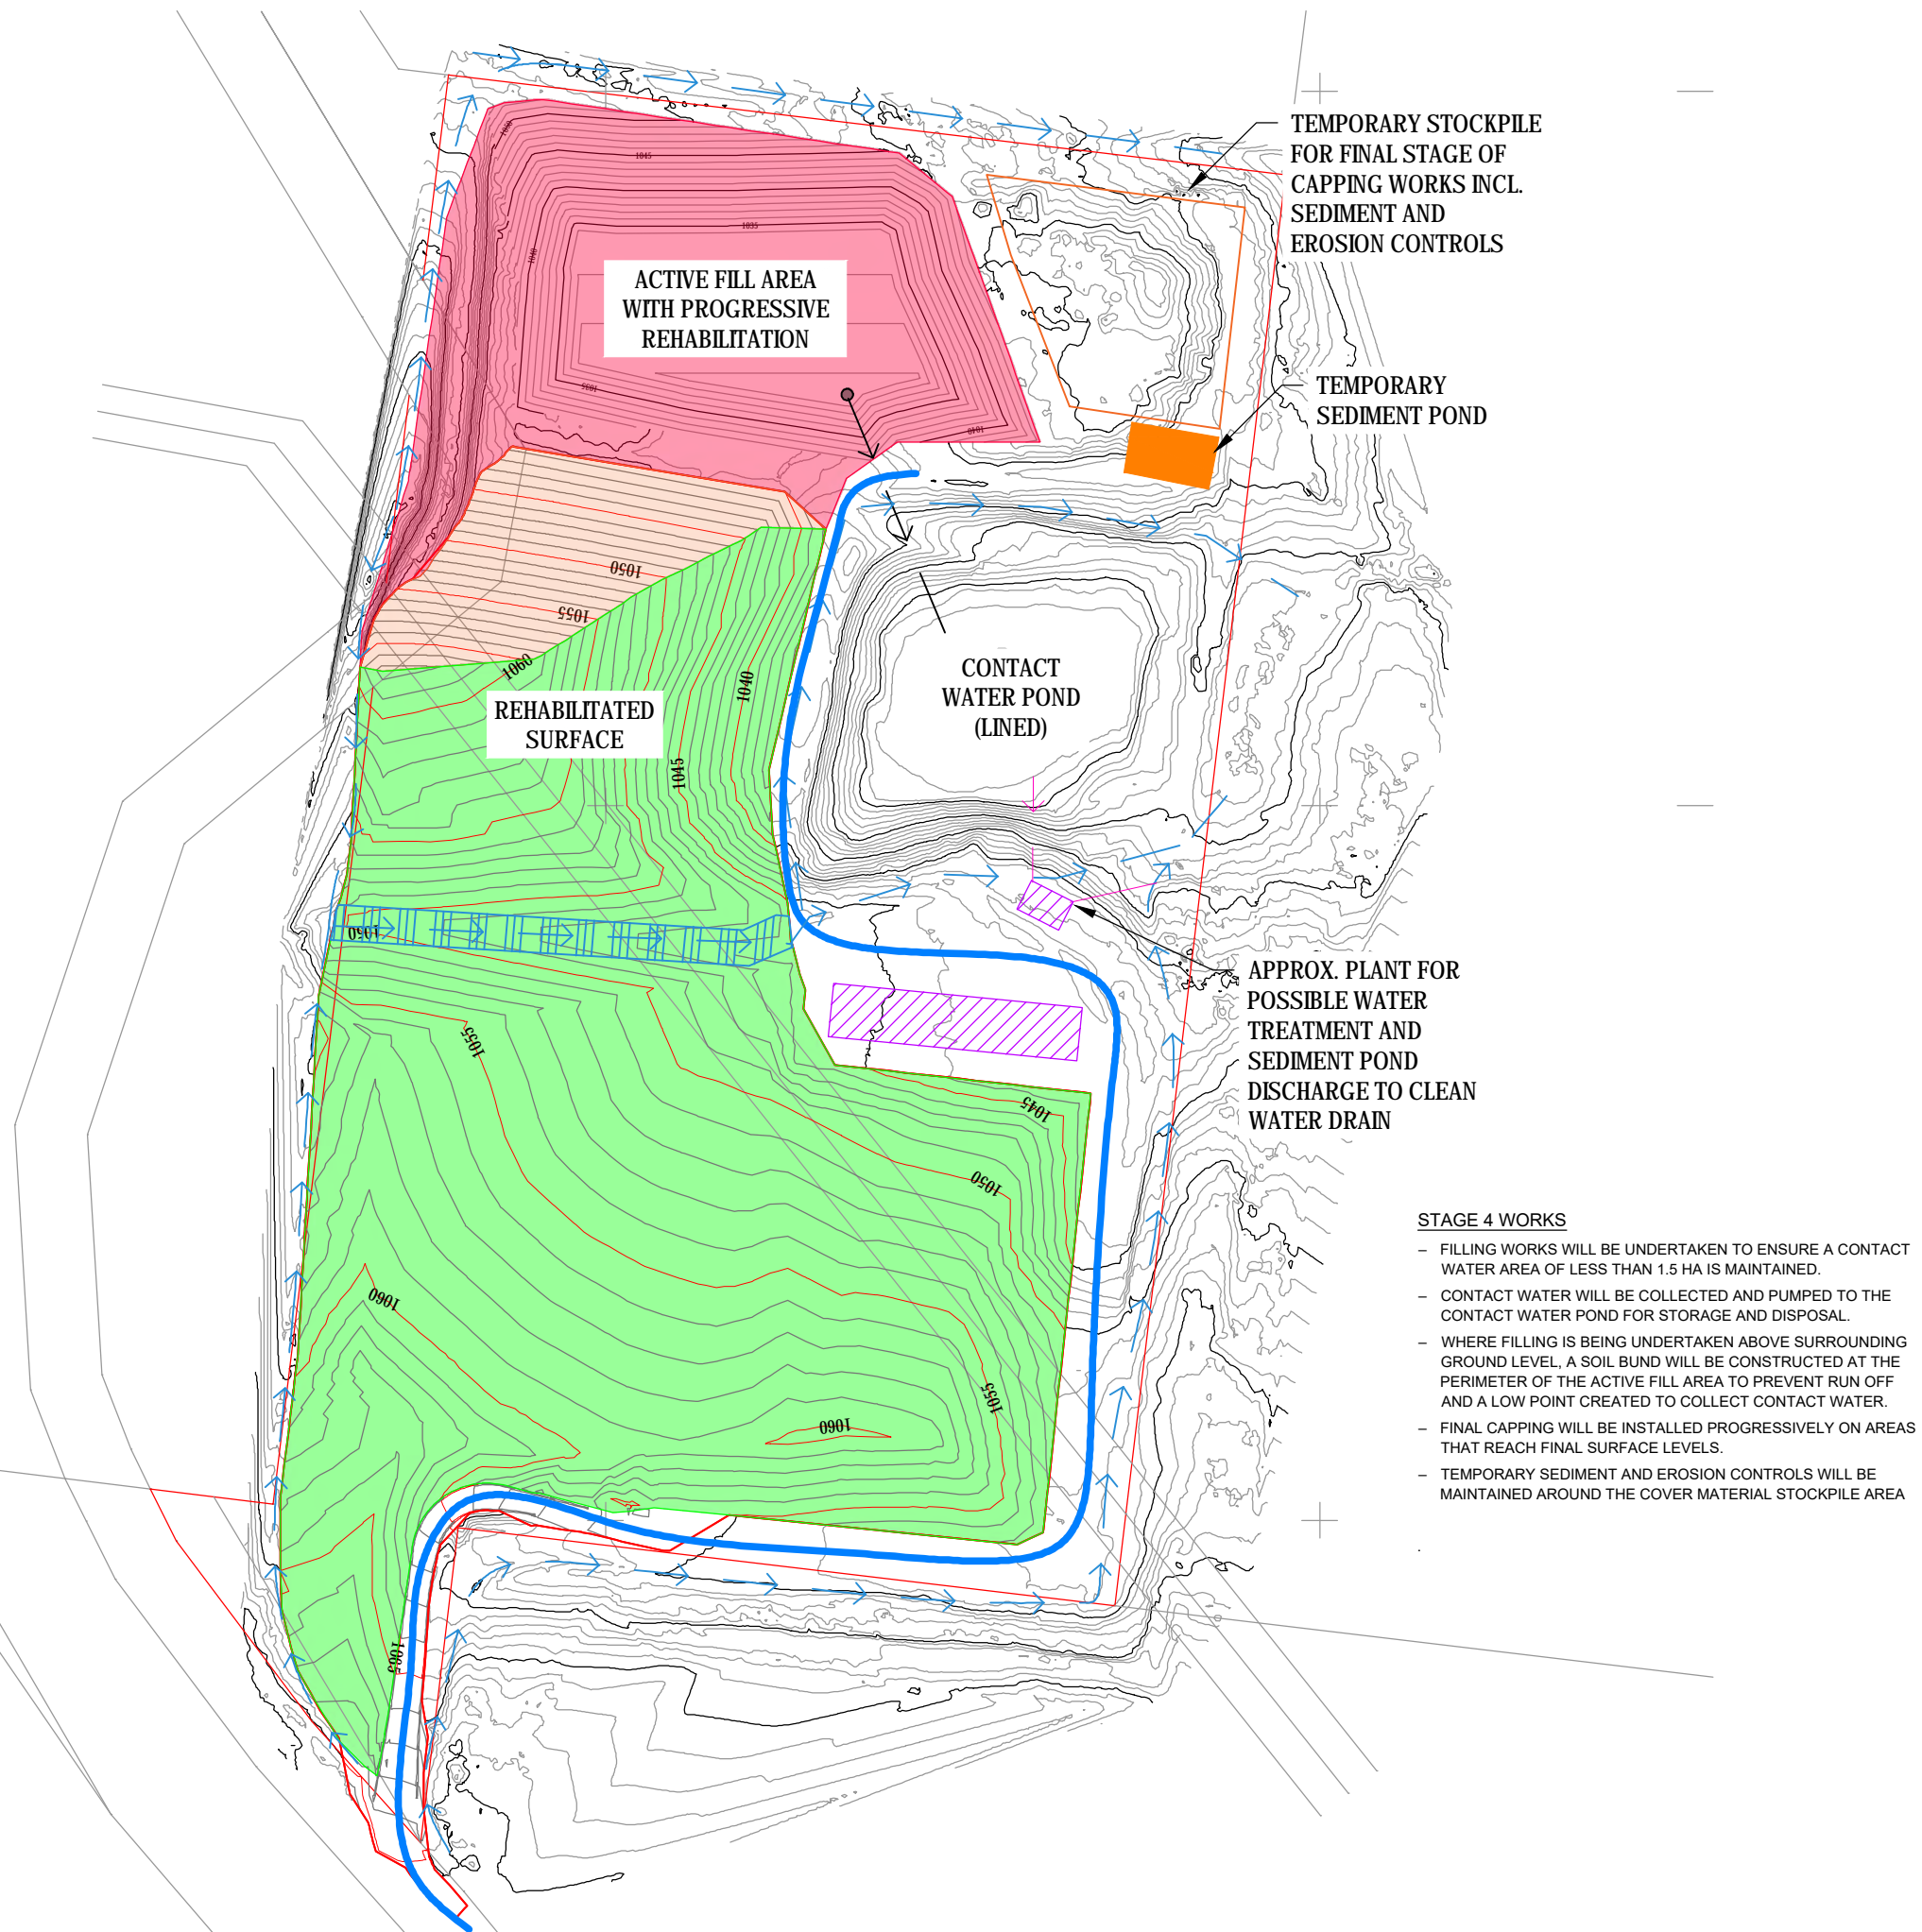 TEMPORARY STOCKPILE
FOR FINAL STAGE OF
CAPPING WORKS INCL.
SEDIMENT AND
EROSION CONTROLS
1045
1035
1040
ACTIVE FILL AREA
WITH PROGRESSIVE
REHABILITATION
1035
TEMPORARY
SEDIMENT POND
1050
1055
1060
1040
1045
REHABILITATED
SURFACE
CONTACT
WATER POND
(LINED)
1060
APPROX. PLANT FOR
POSSIBLE WATER
TREATMENT AND
SEDIMENT POND
DISCHARGE TO CLEAN
WATER DRAIN
1055
1045
1050
1060
1055
1060
1065
STAGE 4 WORKS
– FILLING WORKS WILL BE UNDERTAKEN TO ENSURE A CONTACT
WATER AREA OF LESS THAN 1.5 HA IS MAINTAINED.
– CONTACT WATER WILL BE COLLECTED AND PUMPED TO THE
CONTACT WATER POND FOR STORAGE AND DISPOSAL.
– WHERE FILLING IS BEING UNDERTAKEN ABOVE SURROUNDING
GROUND LEVEL, A SOIL BUND WILL BE CONSTRUCTED AT THE
PERIMETER OF THE ACTIVE FILL AREA TO PREVENT RUN OFF
AND A LOW POINT CREATED TO COLLECT CONTACT WATER.
– FINAL CAPPING WILL BE INSTALLED PROGRESSIVELY ON AREAS
THAT REACH FINAL SURFACE LEVELS.
– TEMPORARY SEDIMENT AND EROSION CONTROLS WILL BE
MAINTAINED AROUND THE COVER MATERIAL STOCKPILE AREA
.